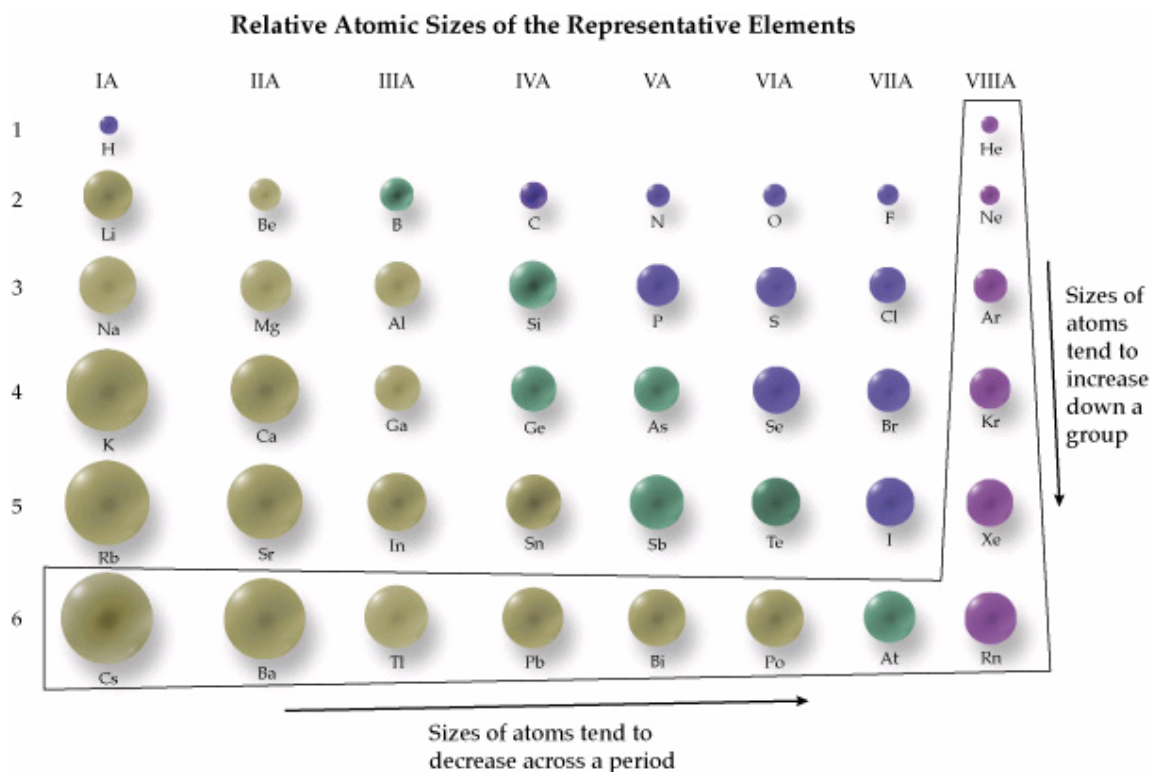 Relative Atomic Sizes of the Representative Elements
IA IIA IIIA IVA VA VIA VIIA VIIIA
1
H He
2
Li Be B C N O F Ne
3
Na Mg Al Si P S Cl Ar
4
K Ca Ga Ge As Se Br Kr
5
Rb Sr In Sn Sb Te I Xe
6
Cs Ba Tl Pb Bi Po At Rn
Sizes of
atoms
tend to
increase
down a
group
Sizes of atoms tend to
decrease across a period